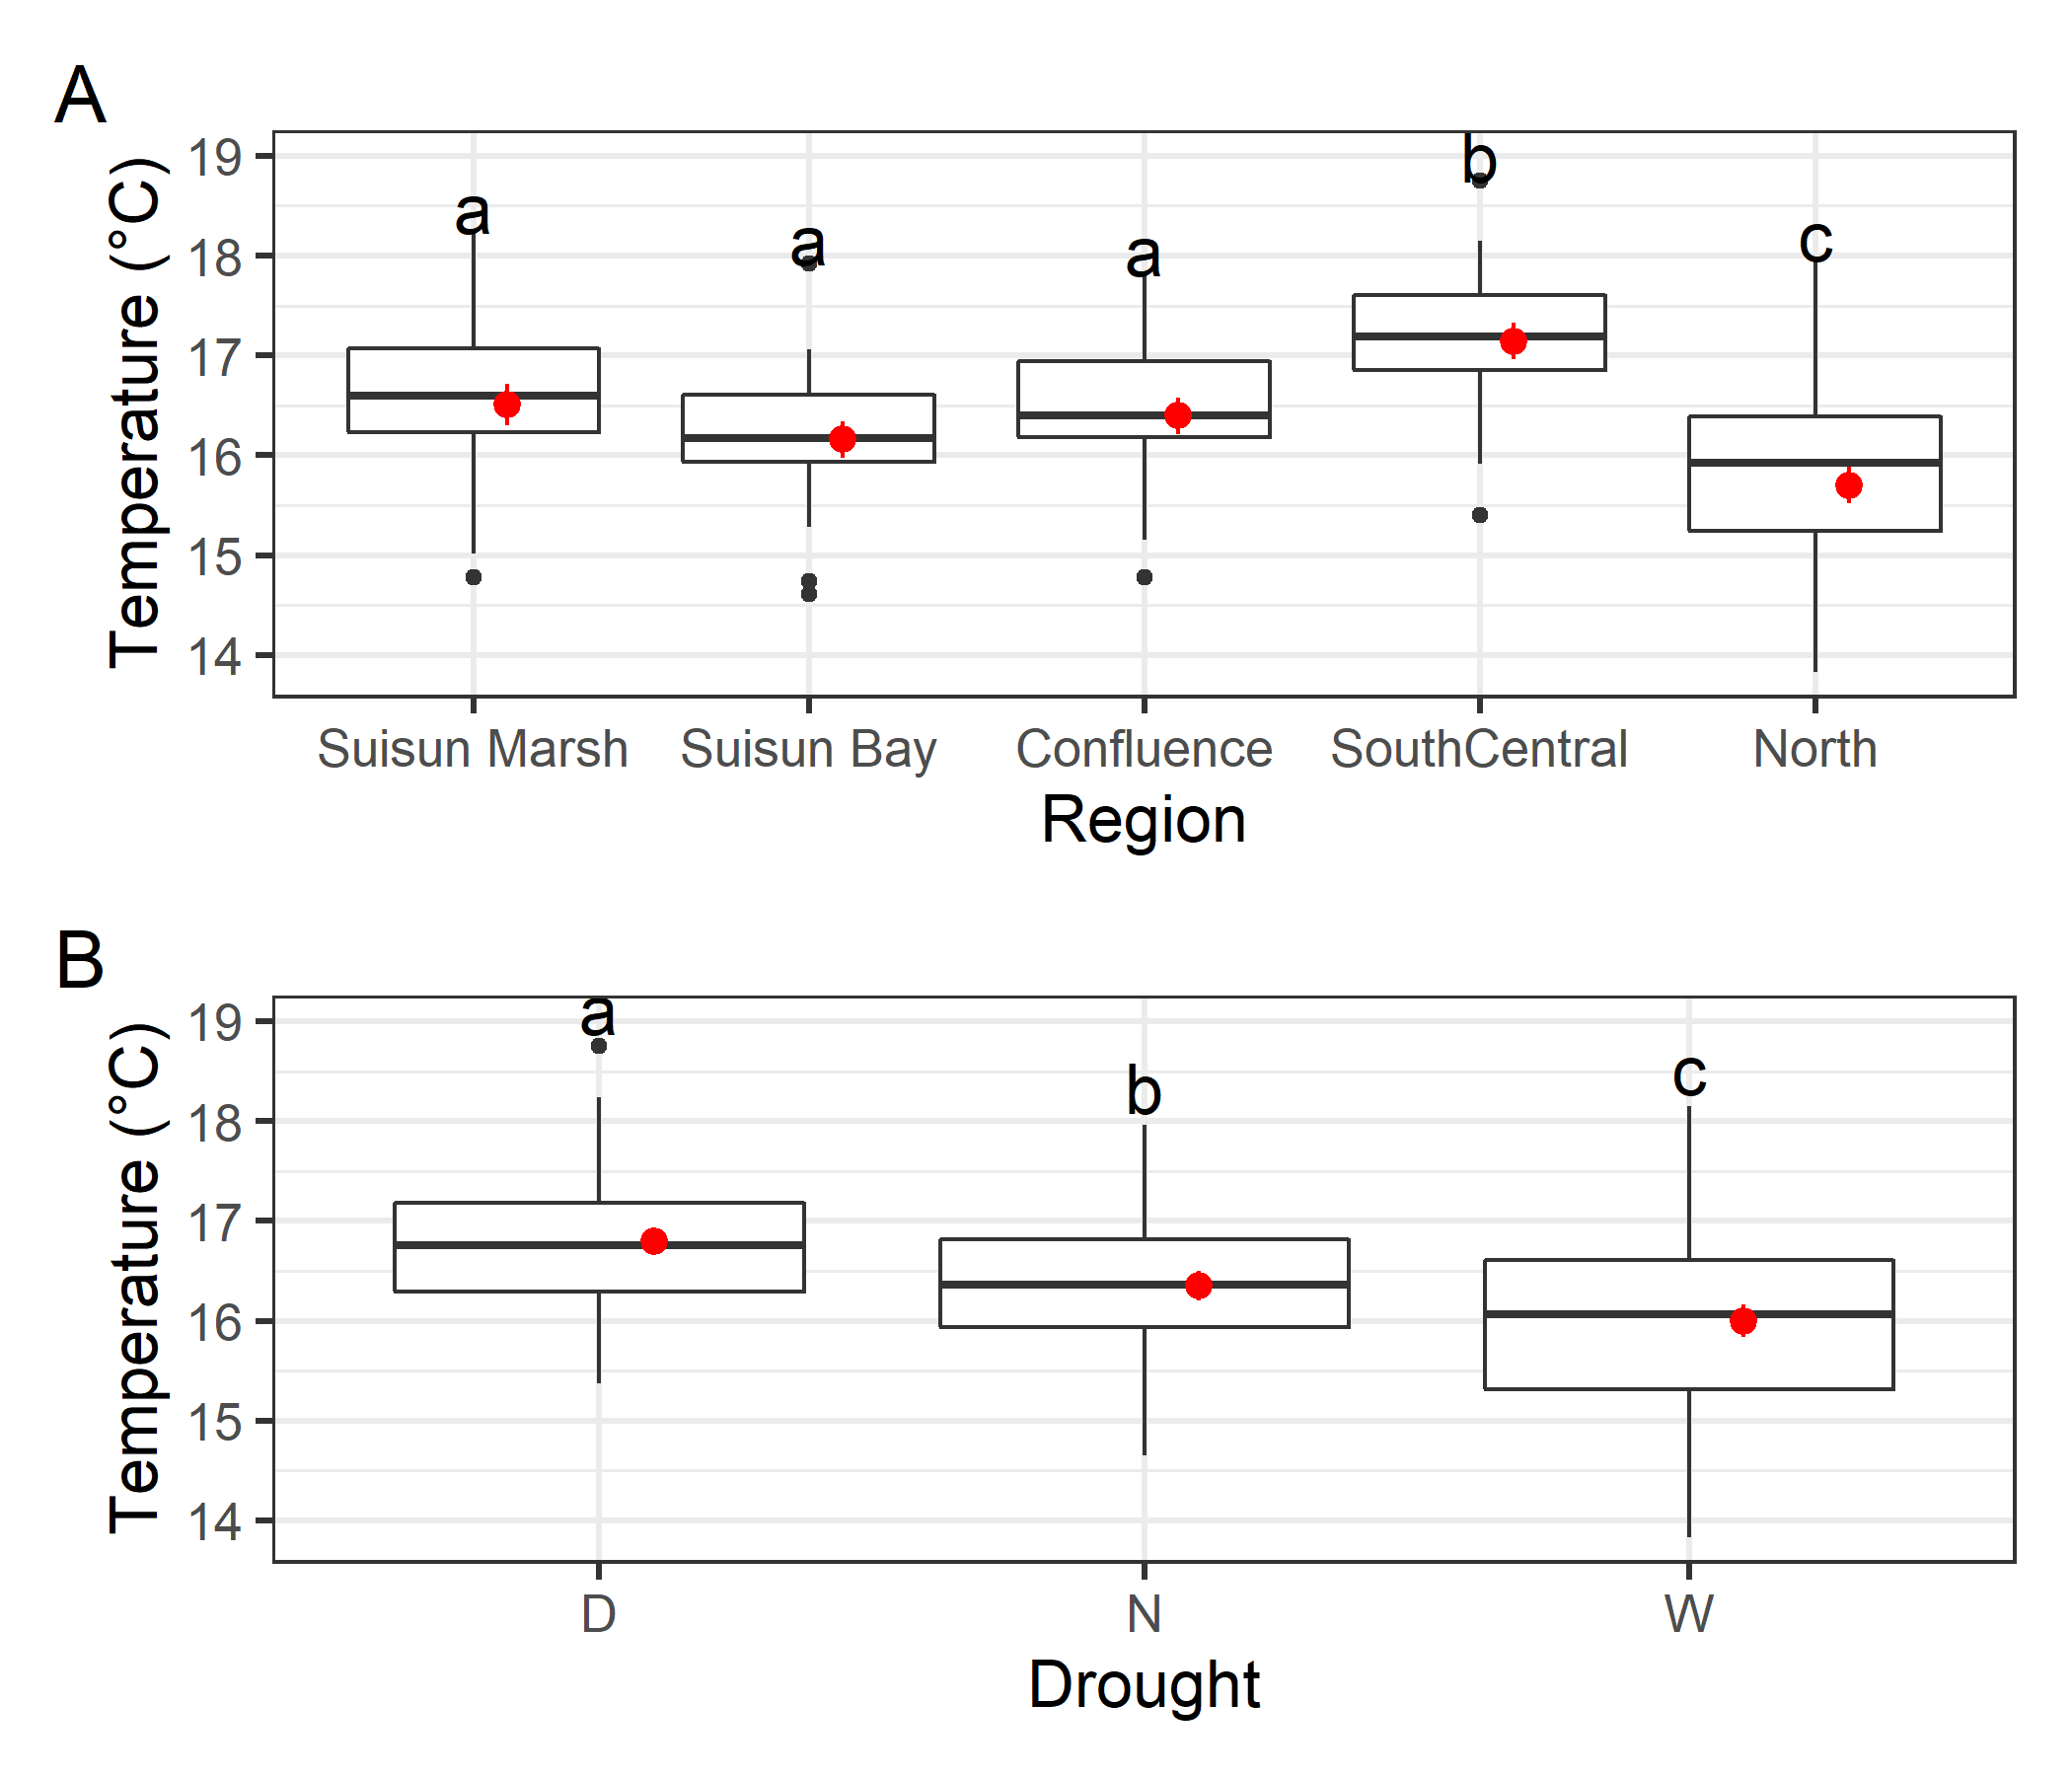 A
Temperature (°C)
19
18
17
16
15
14
a
a
a
b
c
Suisun Marsh
Suisun Bay
Confluence
SouthCentral
North
Region
B
Temperature (°C)
19
18
17
16
15
14
a
b
c
D
N
W
Drought